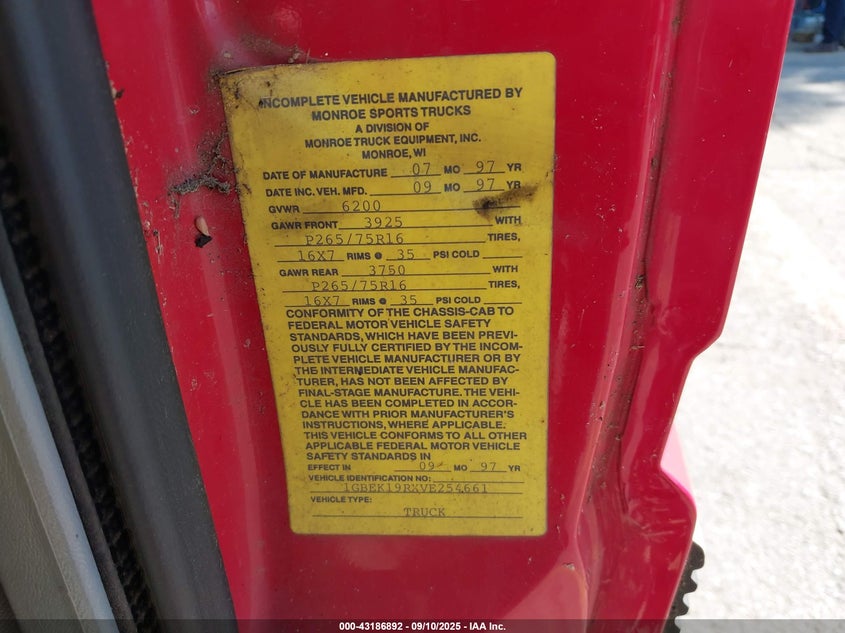 INCOMPLETE VEHICLE MANUFACTURED BY
MONROE SPORTS TRUCKS
A DIVISION OF
MONROE TRUCK EQUIPMENT, INC.
MONROE, WI
DATE OF MANUFACTURE 07 MO 97 YR
DATE INC. VEH. MFD. 09 MO 97 YR
GVWR 6200
GAWR FRONT 3925 WITH
P265/75R16 TIRES,
16X7 RIMS @ 35 PSI COLD
GAWR REAR 3750 WITH
P265/75R16 TIRES,
16X7 RIMS @ 35 PSI COLD
CONFORMITY OF THE CHASSIS-CAB TO
FEDERAL MOTOR VEHICLE SAFETY
STANDARDS, WHICH HAVE BEEN PREVI-
OUSLY FULLY CERTIFIED BY THE INCOM-
PLETE VEHICLE MANUFACTURER OR BY
THE INTERMEDIATE VEHICLE MANUFAC-
TURER, HAS NOT BEEN AFFECTED BY
FINAL-STAGE MANUFACTURE. THE VEHI-
CLE HAS BEEN COMPLETED IN ACCOR-
DANCE WITH PRIOR MANUFACTURER'S
INSTRUCTIONS, WHERE APPLICABLE.
THIS VEHICLE CONFORMS TO ALL OTHER
APPLICABLE FEDERAL MOTOR VEHICLE
SAFETY STANDARDS IN
EFFECT IN 09 MO 97 YR
VEHICLE IDENTIFICATION NO.
1GBEK19RXVE254661
VEHICLE TYPE:
TRUCK
000-43186892 - 09/10/2025 - IAA Inc.